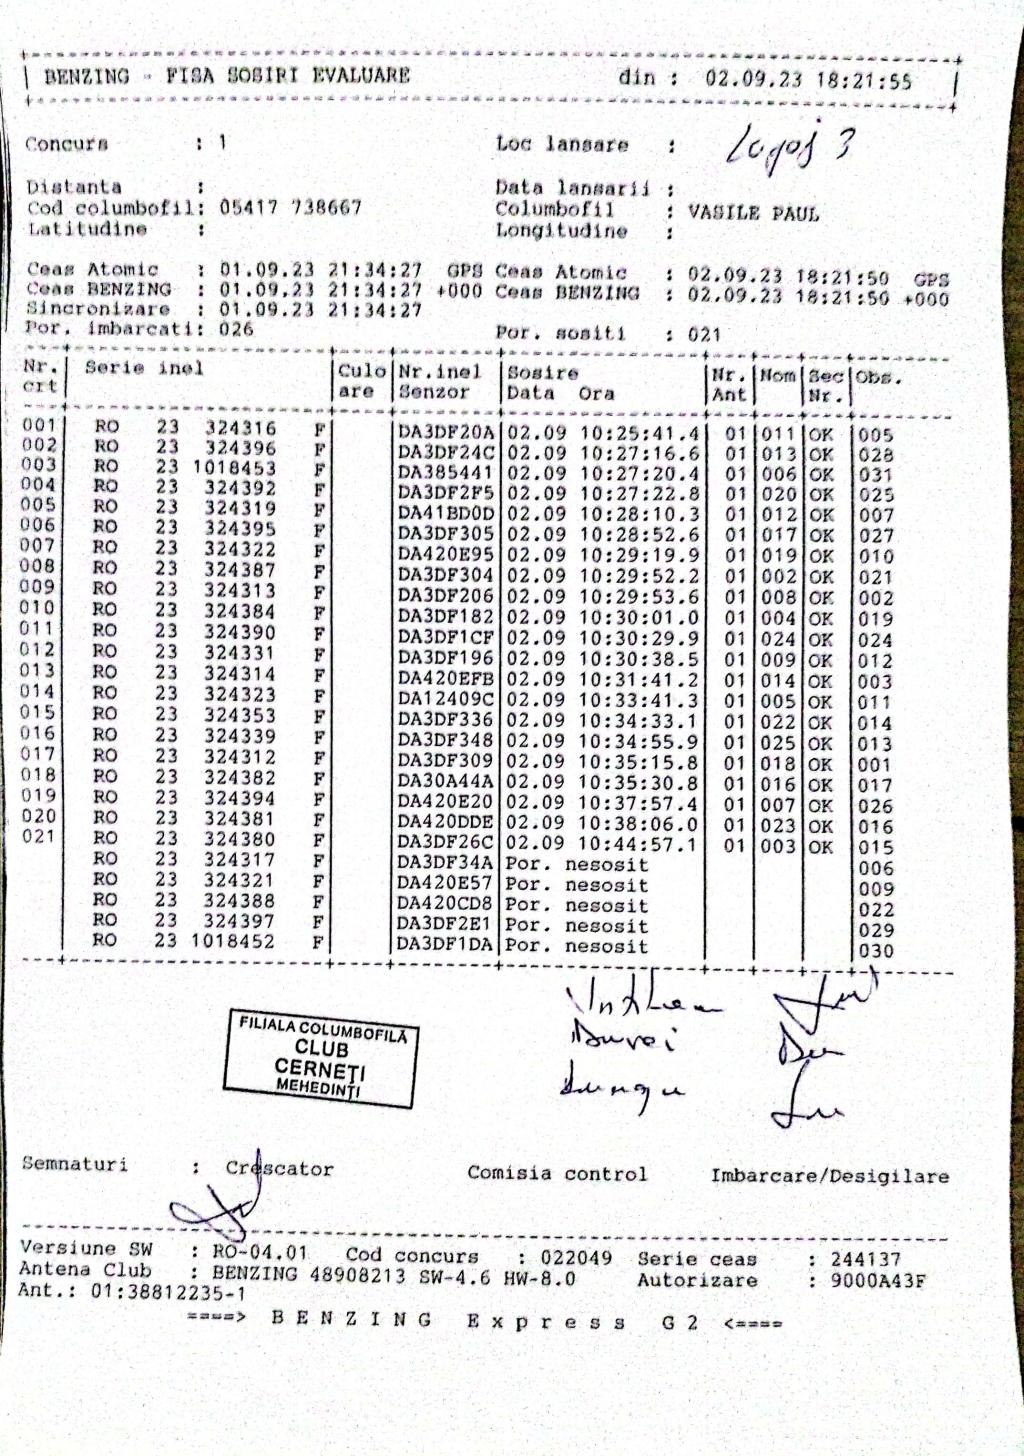 BENZING - FISA SOSIRI EVALUARE din : 02.09.23 18:21:55
Concurs : 1 Loc lansare : Lugoj 3
Distanta : Data lansarii :
Cod columbofil: 05417 738667 Columbofil : VASILE PAUL
Latitudine : Longitudine :
Ceas Atomic : 01.09.23 21:34:27 GPS Ceas Atomic : 02.09.23 18:21:50 GPS
Ceas BENZING : 01.09.23 21:34:27 +000 Ceas BENZING : 02.09.23 18:21:50 +000
Sincronizare : 01.09.23 21:34:27
Por. imbarcati: 026 Por. sositi : 021
Nr. Serie inel Culo Nr.inel Sosire Nr. Nom Sec Obs.
crt are Senzor Data Ora Ant Nr.
001 RO 23 324316 F DA3DF20A 02.09 10:25:41.4 01 011 OK 005
002 RO 23 324396 F DA3DF24C 02.09 10:27:16.6 01 013 OK 028
003 RO 23 1018453 F DA385441 02.09 10:27:20.4 01 006 OK 031
004 RO 23 324392 F DA3DF2F5 02.09 10:27:22.8 01 020 OK 025
005 RO 23 324319 F DA41BD0D 02.09 10:28:10.3 01 012 OK 007
006 RO 23 324395 F DA3DF305 02.09 10:28:52.6 01 017 OK 027
007 RO 23 324322 F DA420E95 02.09 10:29:19.9 01 019 OK 010
008 RO 23 324387 F DA3DF304 02.09 10:29:52.2 01 002 OK 021
009 RO 23 324313 F DA3DF206 02.09 10:29:53.6 01 008 OK 002
010 RO 23 324384 F DA3DF182 02.09 10:30:01.0 01 004 OK 019
011 RO 23 324390 F DA3DF1CF 02.09 10:30:29.9 01 024 OK 024
012 RO 23 324331 F DA3DF196 02.09 10:30:38.5 01 009 OK 012
013 RO 23 324314 F DA420EFB 02.09 10:31:41.2 01 014 OK 003
014 RO 23 324323 F DA12409C 02.09 10:33:41.3 01 005 OK 011
015 RO 23 324353 F DA3DF336 02.09 10:34:33.1 01 022 OK 014
016 RO 23 324339 F DA3DF348 02.09 10:34:55.9 01 025 OK 013
017 RO 23 324312 F DA3DF309 02.09 10:35:15.8 01 018 OK 001
018 RO 23 324382 F DA30A44A 02.09 10:35:30.8 01 016 OK 017
019 RO 23 324394 F DA420E20 02.09 10:37:57.4 01 007 OK 026
020 RO 23 324381 F DA420DDE 02.09 10:38:06.0 01 023 OK 016
021 RO 23 324380 F DA3DF26C 02.09 10:44:57.1 01 003 OK 015
RO 23 324317 F DA3DF34A Por. nesosit 006
RO 23 324321 F DA420E57 Por. nesosit 009
RO 23 324388 F DA420CD8 Por. nesosit 022
RO 23 324397 F DA3DF2E1 Por. nesosit 029
RO 23 1018452 F DA3DF1DA Por. nesosit 030
FILIALA COLUMBOFILĂ
CLUB
CERNEȚI
MEHEDINȚI
Semnaturi : Crescator Comisia control Imbarcare/Desigilare
Versiune SW : RO-04.01 Cod concurs : 022049 Serie ceas : 244137
Antena Club : BENZING 48908213 SW-4.6 HW-8.0 Autorizare : 9000A43F
Ant.: 01:38812235-1
====> B E N Z I N G E x p r e s s G 2 <====